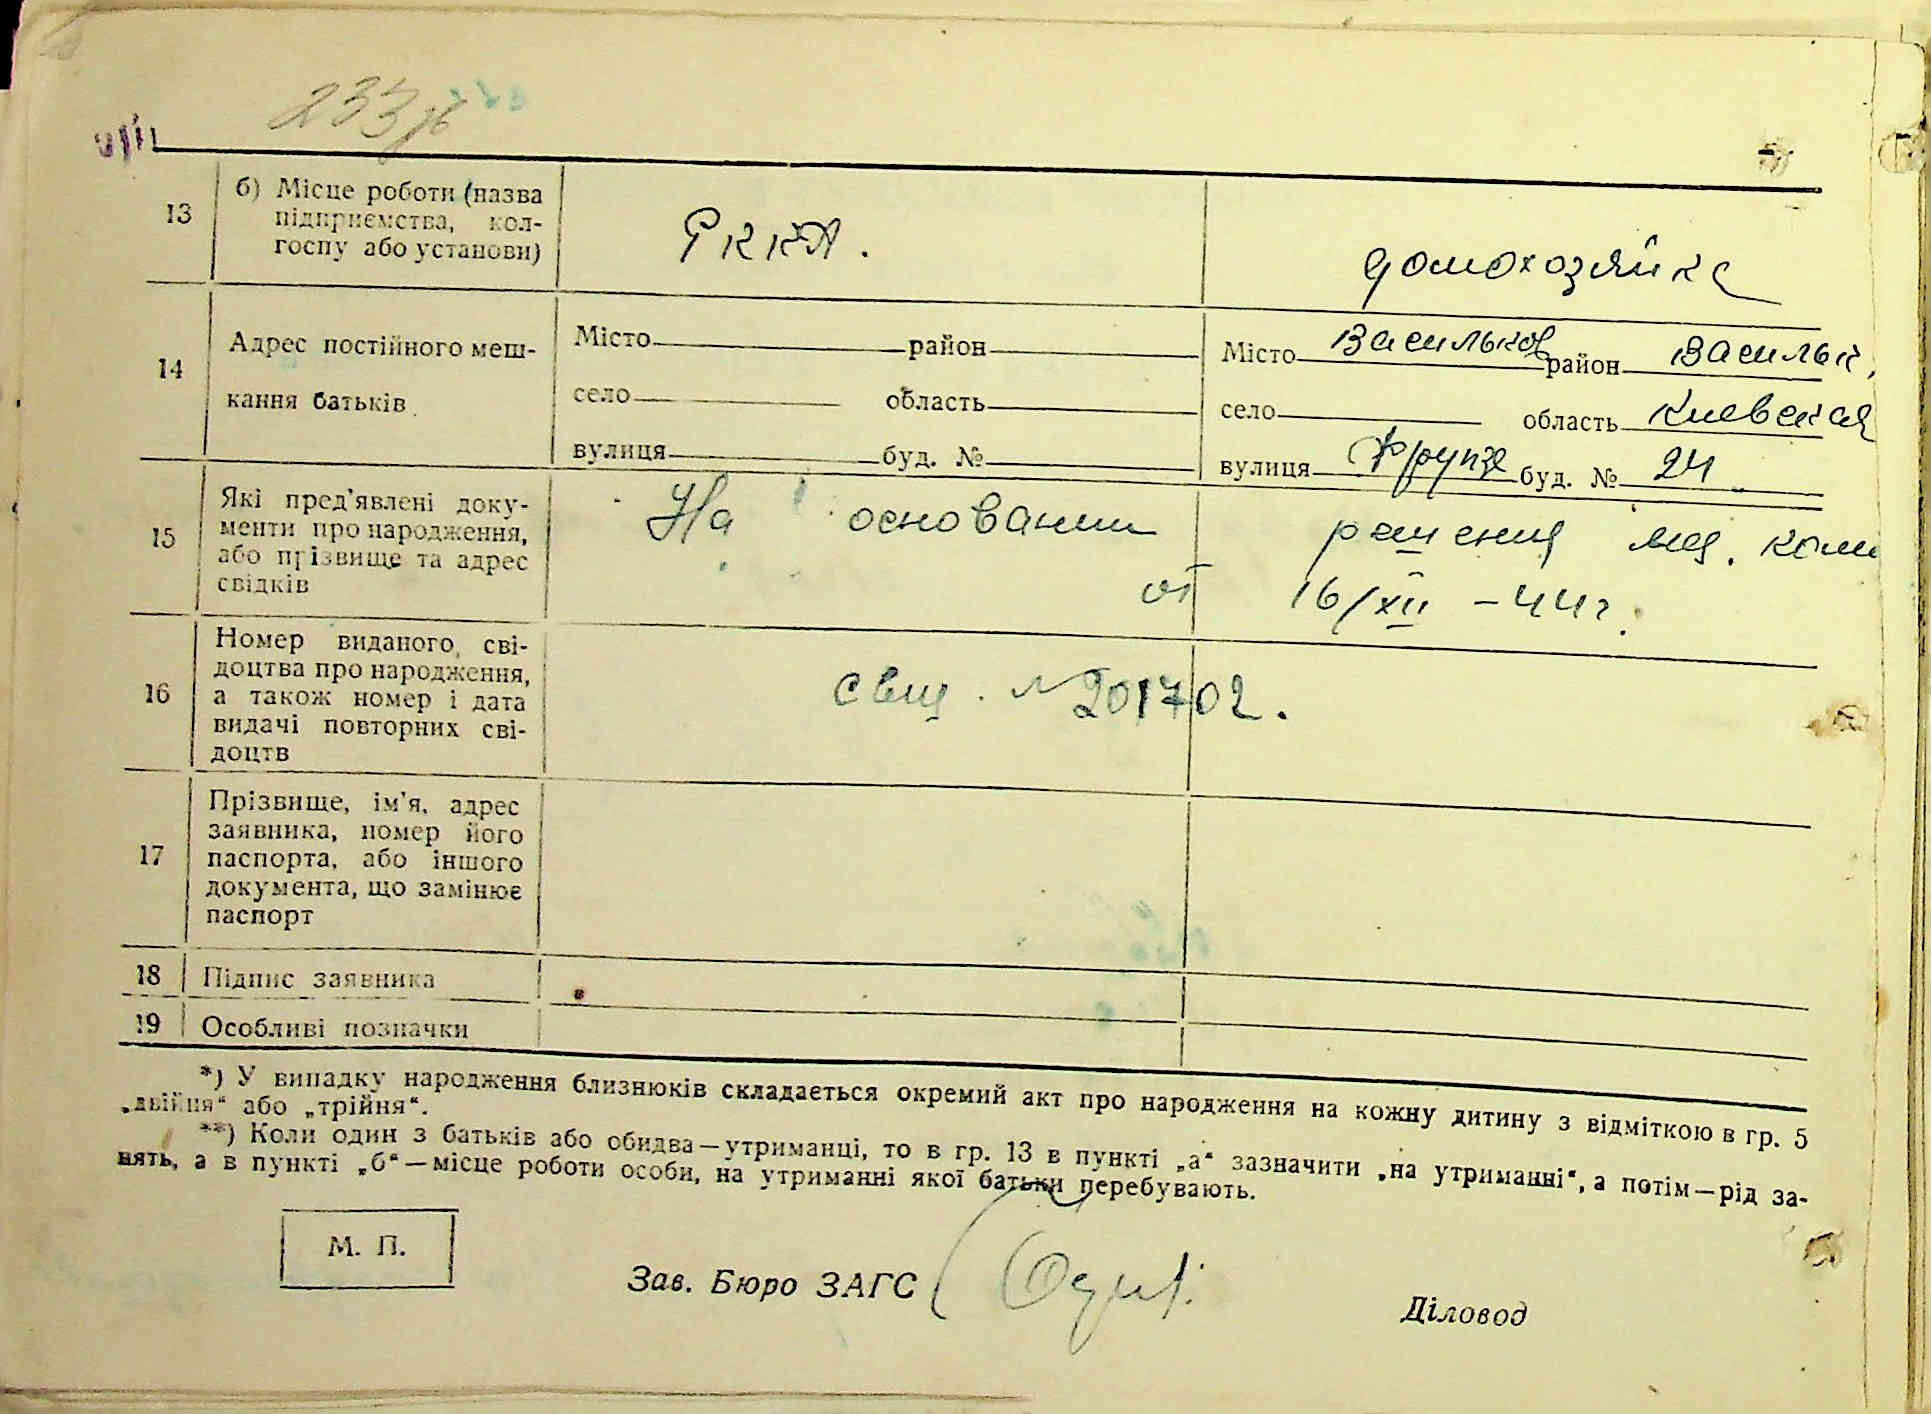 233
13 б) Місце роботи (назва підприємства, кол-госпу або установи) РККА. домохозяйка
14 Адрес постійного меш-кання батьків
Місто район Місто Васильков район Васильк.
село область село область Киевская
вулиця буд. № вулиця Фрунзе буд. № 24
15 Які пред'явлені доку-
менти про народження,
або прізвище та адрес
свідків
На основании решения мед. ком
от 16/XII – 44 г.
16 Номер виданого сві-
доцтва про народження,
а також номер і дата
видачі повторних сві-
доцтв
свид. № 201702.
17 Прізвище, ім'я, адрес
заявника, номер його
паспорта, або іншого
документа, що замінює
паспорт
18 Підпис заявника
19 Особливі позначки
*) У випадку народження близнюків складається окремий акт про народження на кожну дитину з відміткою в гр. 5
„двійня“ або „трійня“.
**) Коли один з батьків або обидва—утриманці, то в гр. 13 в пункті „а“ зазначити „на утриманні“, а потім—рід за-
нять, а в пункті „б“—місце роботи особи, на утриманні якої батьки перебувають.
М. П.
Зав. Бюро ЗАГС
Діловод